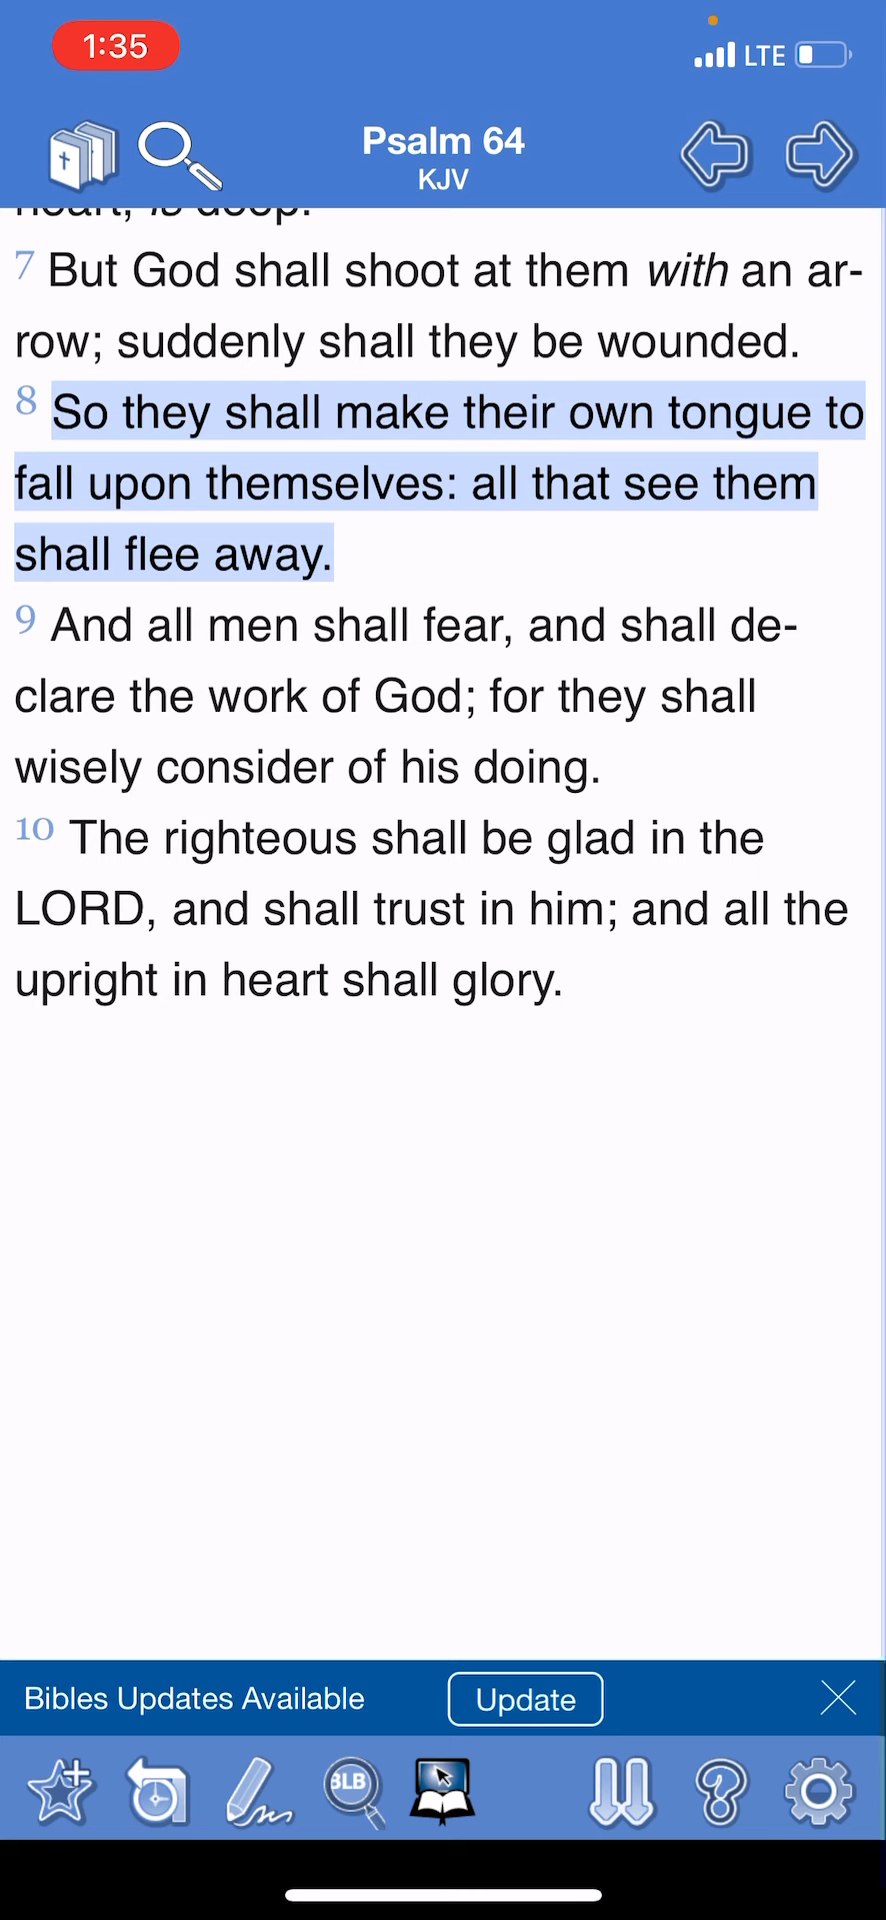 1:35
LTE
Psalm 64
KJV
heart, is deep.
7 But God shall shoot at them with an ar-
row; suddenly shall they be wounded.
8 So they shall make their own tongue to
fall upon themselves: all that see them
shall flee away.
9 And all men shall fear, and shall de-
clare the work of God; for they shall
wisely consider of his doing.
10 The righteous shall be glad in the
LORD, and shall trust in him; and all the
upright in heart shall glory.
Bibles Updates Available
Update
BLB